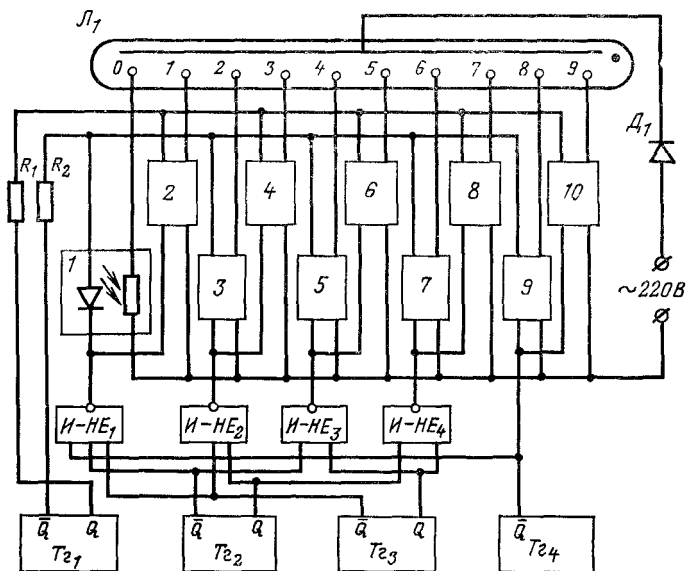 Л₁
0 1 2 3 4 5 6 7 8 9
Д₁
R₁ R₂
2 4 6 8 10
1
3 5 7 9
~220В
И-НЕ₁ И-НЕ₂ И-НЕ₃ И-НЕ₄
Q̅ Q Q̅ Q Q̅ Q Q̅
Тг₁ Тг₂ Тг₃ Тг₄